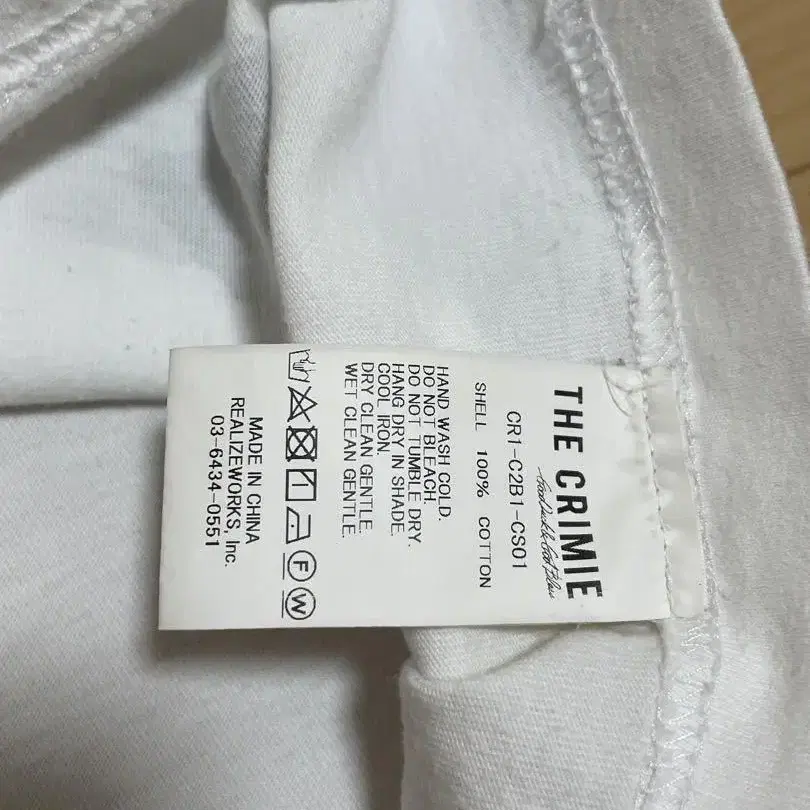 THE CRIMIE
CR1-C2B1-CS01
SHELL 100% COTTON
HAND WASH COLD.
DO NOT BLEACH.
DO NOT TUMBLE DRY.
HANG DRY IN SHADE.
COOL IRON.
DRY CLEAN GENTLE.
WET CLEAN GENTLE.
F W
MADE IN CHINA
REALIZEWORKS, Inc.
03-6434-0551